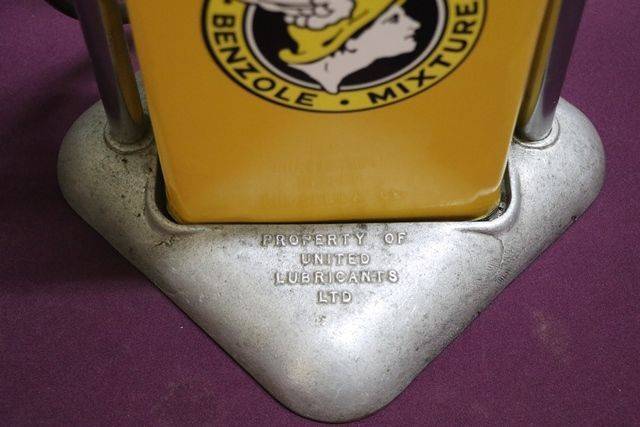 BENZOLE • MIXTURE
PROPERTY OF
UNITED
LUBRICANTS
LTD